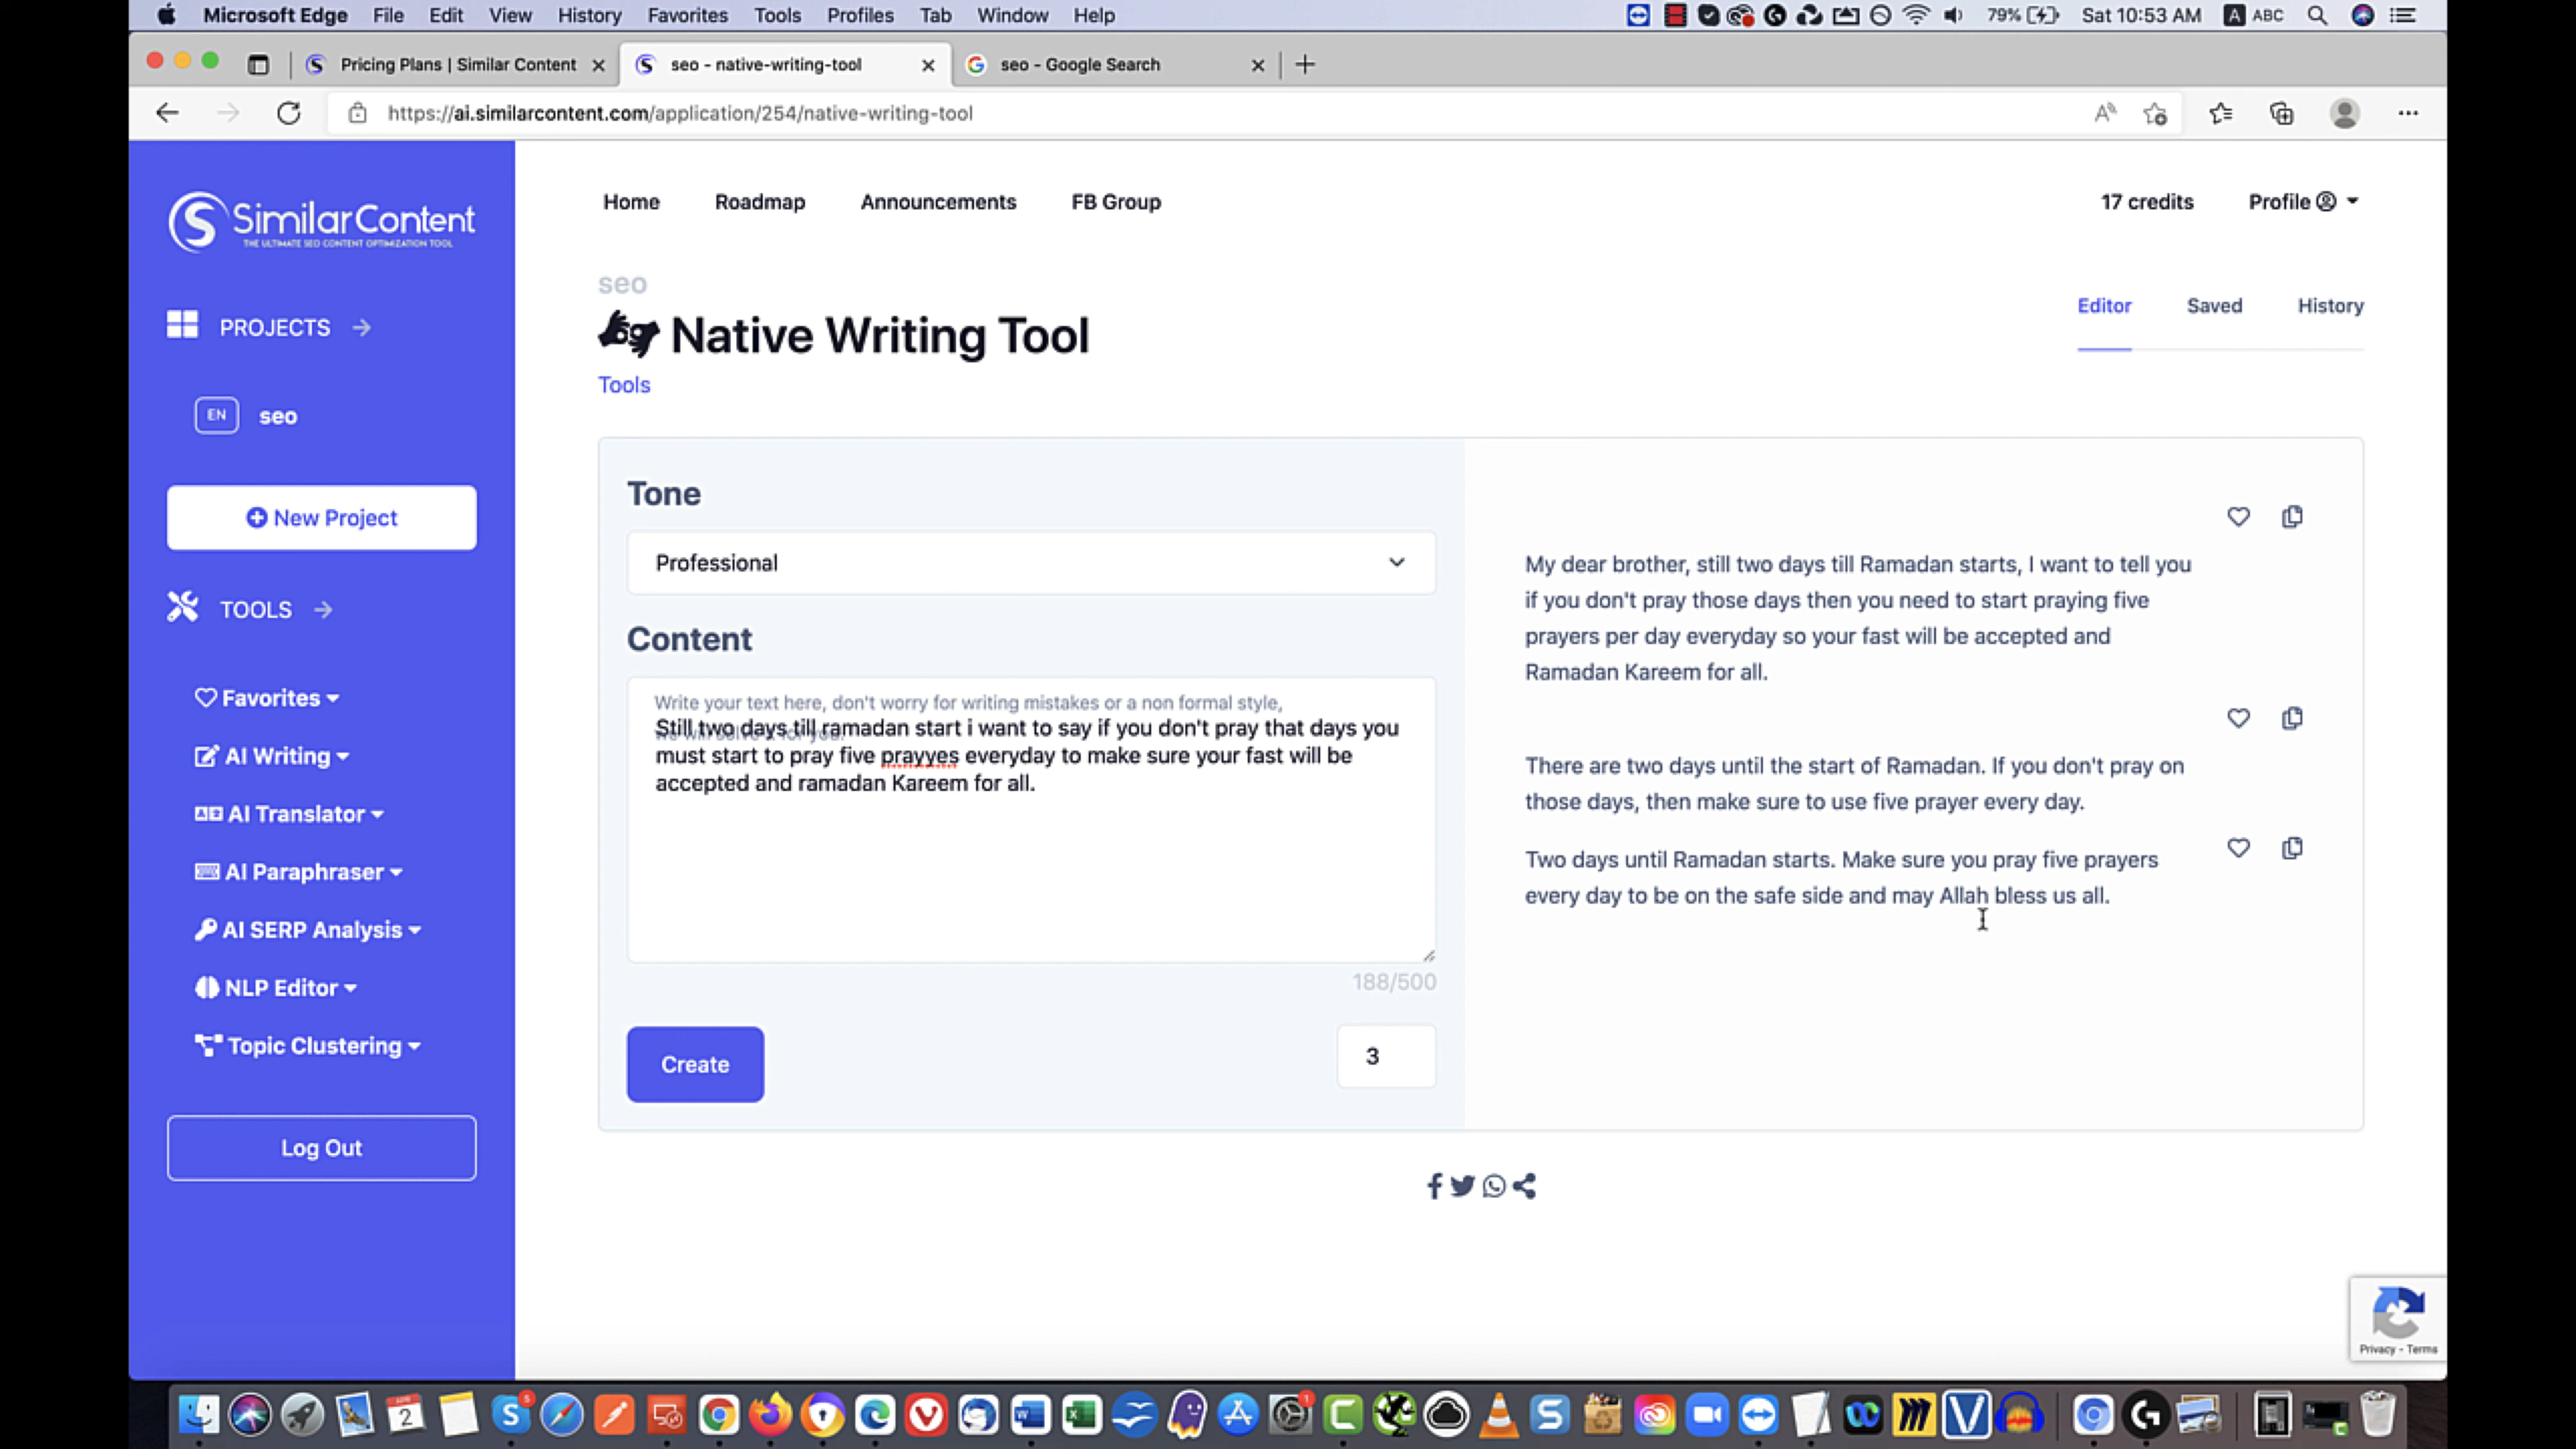 Microsoft Edge File Edit View History Favorites Tools Profiles Tab Window Help 79% Sat 10:53 AM A ABC
Pricing Plans | Similar Content
seo - native-writing-tool
seo - Google Search
https://ai.similarcontent.com/application/254/native-writing-tool
SimilarContent
THE ULTIMATE SEO CONTENT OPTIMIZATION TOOL
PROJECTS
EN seo
New Project
TOOLS
Favorites
AI Writing
AI Translator
AI Paraphraser
AI SERP Analysis
NLP Editor
Topic Clustering
Log Out
Home Roadmap Announcements FB Group 17 credits Profile
seo
Native Writing Tool
Tools
Editor Saved History
Tone
Professional
Content
Write your text here, don't worry for writing mistakes or a non formal style,
Still two days till ramadan start i want to say if you don't pray that days you
must start to pray five prayyes everyday to make sure your fast will be
accepted and ramadan Kareem for all.
188/500
Create
3
My dear brother, still two days till Ramadan starts, I want to tell you
if you don't pray those days then you need to start praying five
prayers per day everyday so your fast will be accepted and
Ramadan Kareem for all.
There are two days until the start of Ramadan. If you don't pray on
those days, then make sure to use five prayer every day.
Two days until Ramadan starts. Make sure you pray five prayers
every day to be on the safe side and may Allah bless us all.
Privacy - Terms